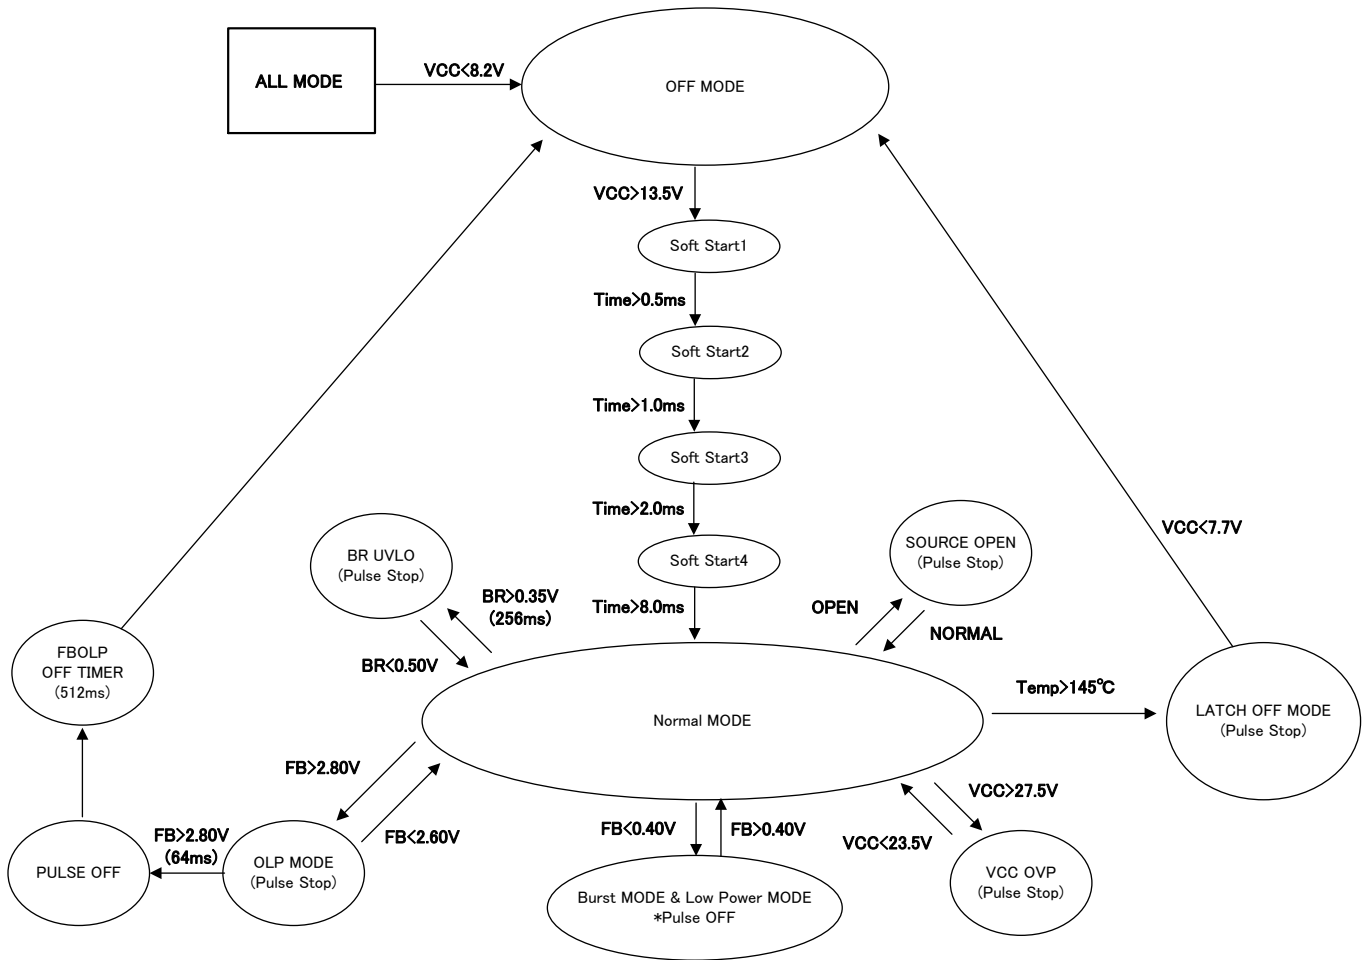 ALL MODE
VCC<8.2V
OFF MODE
VCC>13.5V
Soft Start1
Time>0.5ms
Soft Start2
Time>1.0ms
Soft Start3
Time>2.0ms
Soft Start4
Time>8.0ms
BR UVLO
(Pulse Stop)
BR>0.35V
(256ms)
BR<0.50V
SOURCE OPEN
(Pulse Stop)
OPEN
NORMAL
VCC<7.7V
FBOLP
OFF TIMER
(512ms)
Normal MODE
Temp>145℃
LATCH OFF MODE
(Pulse Stop)
FB>2.80V
FB<2.60V
FB>2.80V
(64ms)
PULSE OFF
OLP MODE
(Pulse Stop)
FB<0.40V
FB>0.40V
Burst MODE & Low Power MODE
*Pulse OFF
VCC>27.5V
VCC<23.5V
VCC OVP
(Pulse Stop)